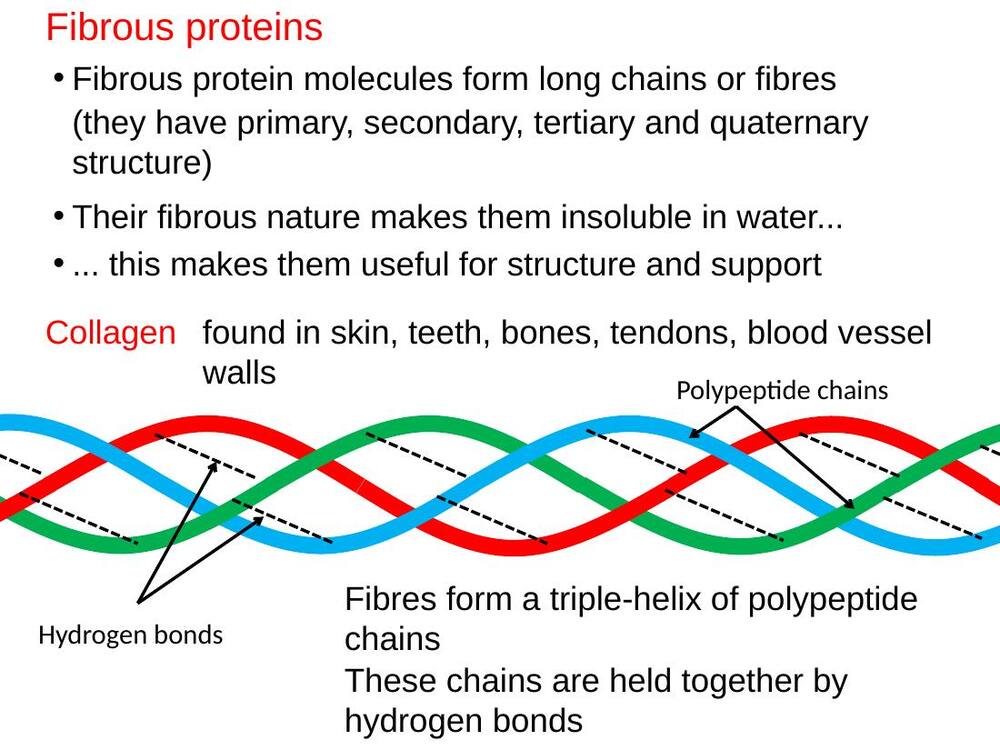 Fibrous proteins
• Fibrous protein molecules form long chains or fibres
(they have primary, secondary, tertiary and quaternary
structure)
• Their fibrous nature makes them insoluble in water...
• ... this makes them useful for structure and support
Collagen found in skin, teeth, bones, tendons, blood vessel
walls
Polypeptide chains
Hydrogen bonds
Fibres form a triple-helix of polypeptide
chains
These chains are held together by
hydrogen bonds